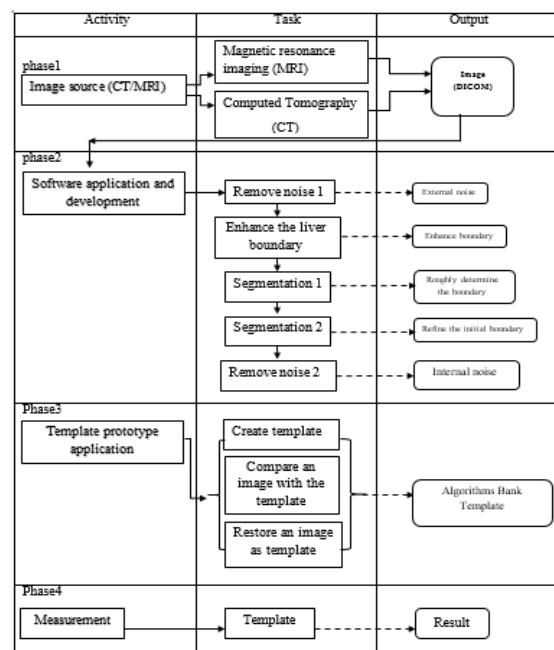 Activity
Task
Output
phase1
Image source (CT/MRI)
Magnetic resonance
imaging (MRI)
Computed Tomography
(CT)
Image
(DICOM)
phase2
Software application and
development
Remove noise 1
External noise
Enhance the liver
boundary
Enhance boundary
Segmentation 1
Roughly determine
the boundary
Segmentation 2
Refine the initial boundary
Remove noise 2
Internal noise
Phase3
Template prototype
application
Create template
Compare an
image with the
template
Restore an image
as template
Algorithms Bank
Template
Phase4
Measurement
Template
Result